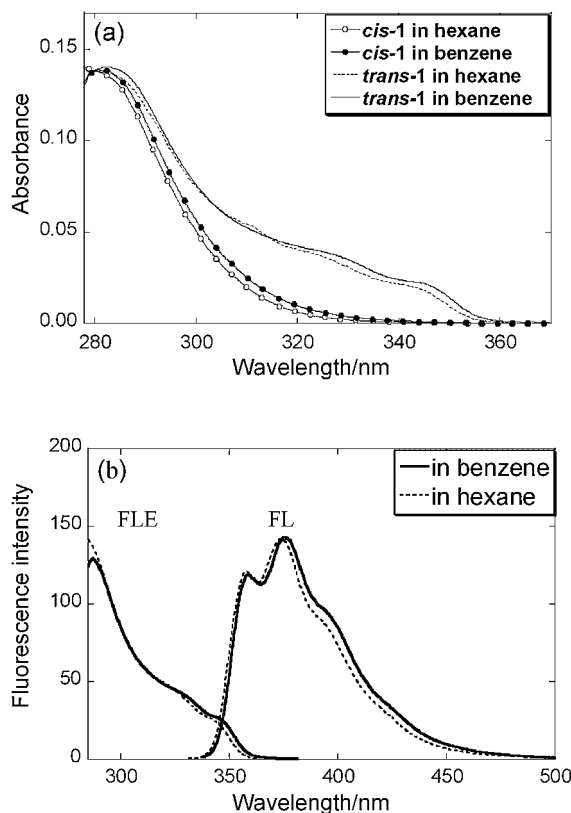 (a)
cis-1 in hexane
cis-1 in benzene
trans-1 in hexane
trans-1 in benzene
0.15
0.10
0.05
0.00
Absorbance
280 300 320 340 360
Wavelength/nm
(b)
in benzene
in hexane
FLE FL
200
150
100
50
0
Fluorescence intensity
300 350 400 450 500
Wavelength/nm